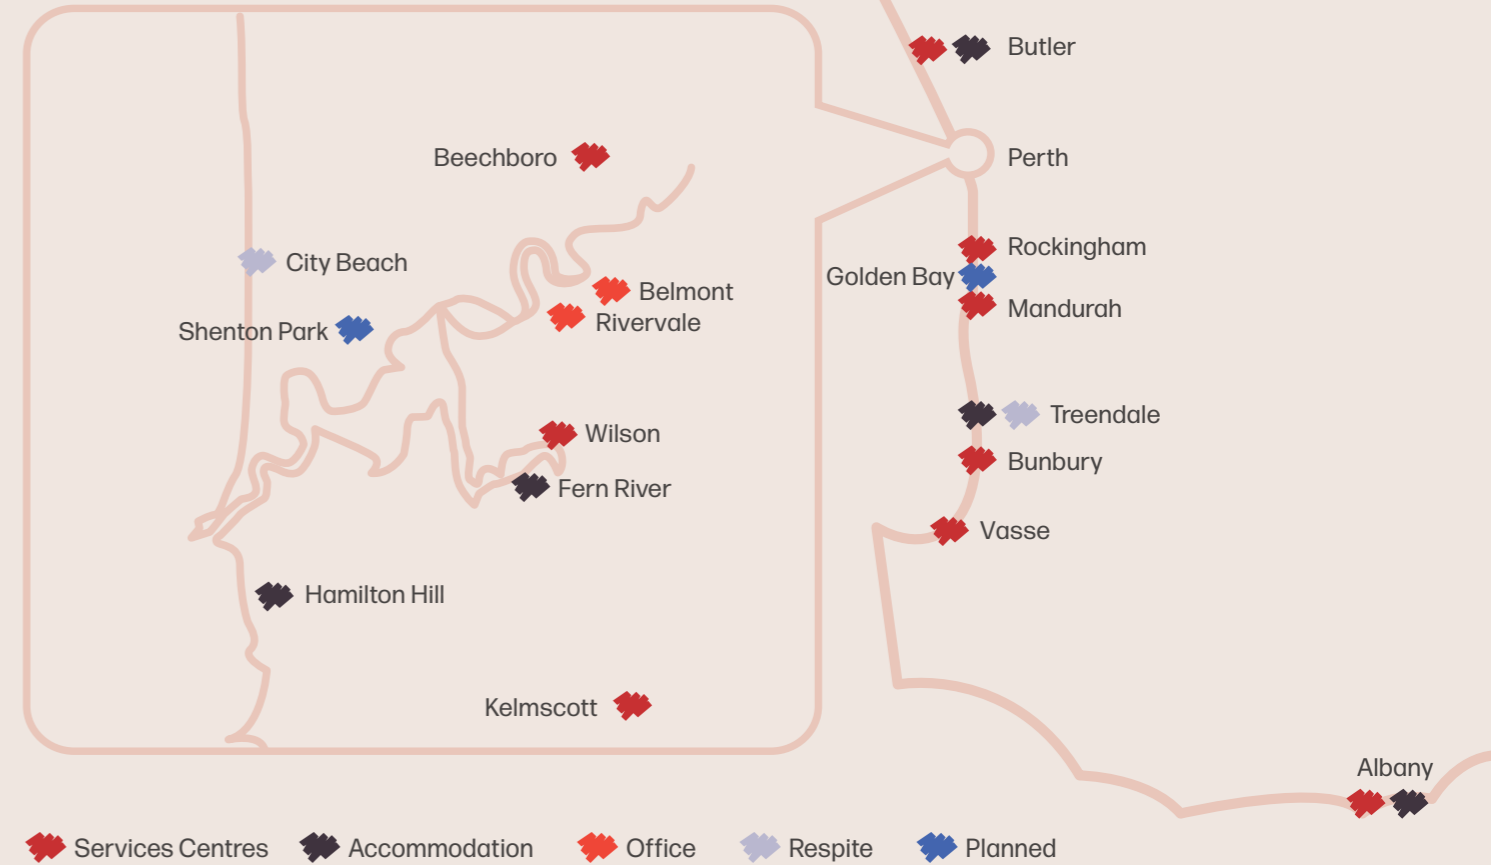 Butler
Beechboro
Perth
Rockingham
City Beach
Golden Bay
Belmont
Mandurah
Rivervale
Shenton Park
Treendale
Wilson
Bunbury
Fern River
Vasse
Hamilton Hill
Kelmscott
Albany
Services Centres
Accommodation
Office
Respite
Planned